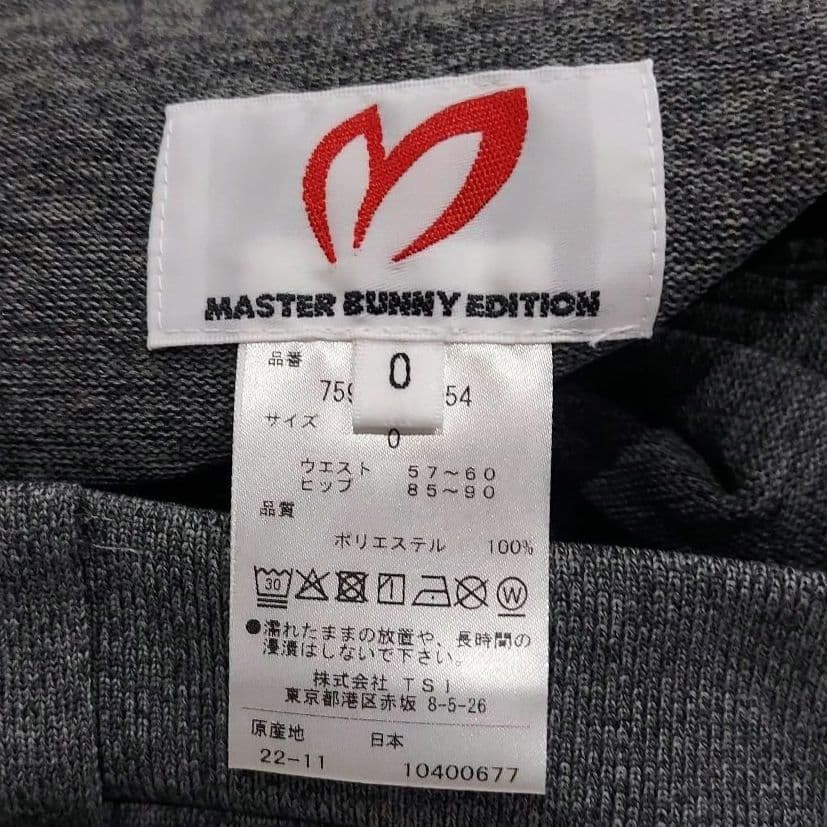 MASTER BUNNY EDITION
0
品番
759 54
サイズ
0
ウエスト 57～60
ヒップ 85～90
品質
ポリエステル 100%
30 1 W
●濡れたままの放置や、長時間の
浸漬はしないで下さい。
株式会社 TSI
東京都港区赤坂 8-5-26
原産地 日本
22-11 10400677